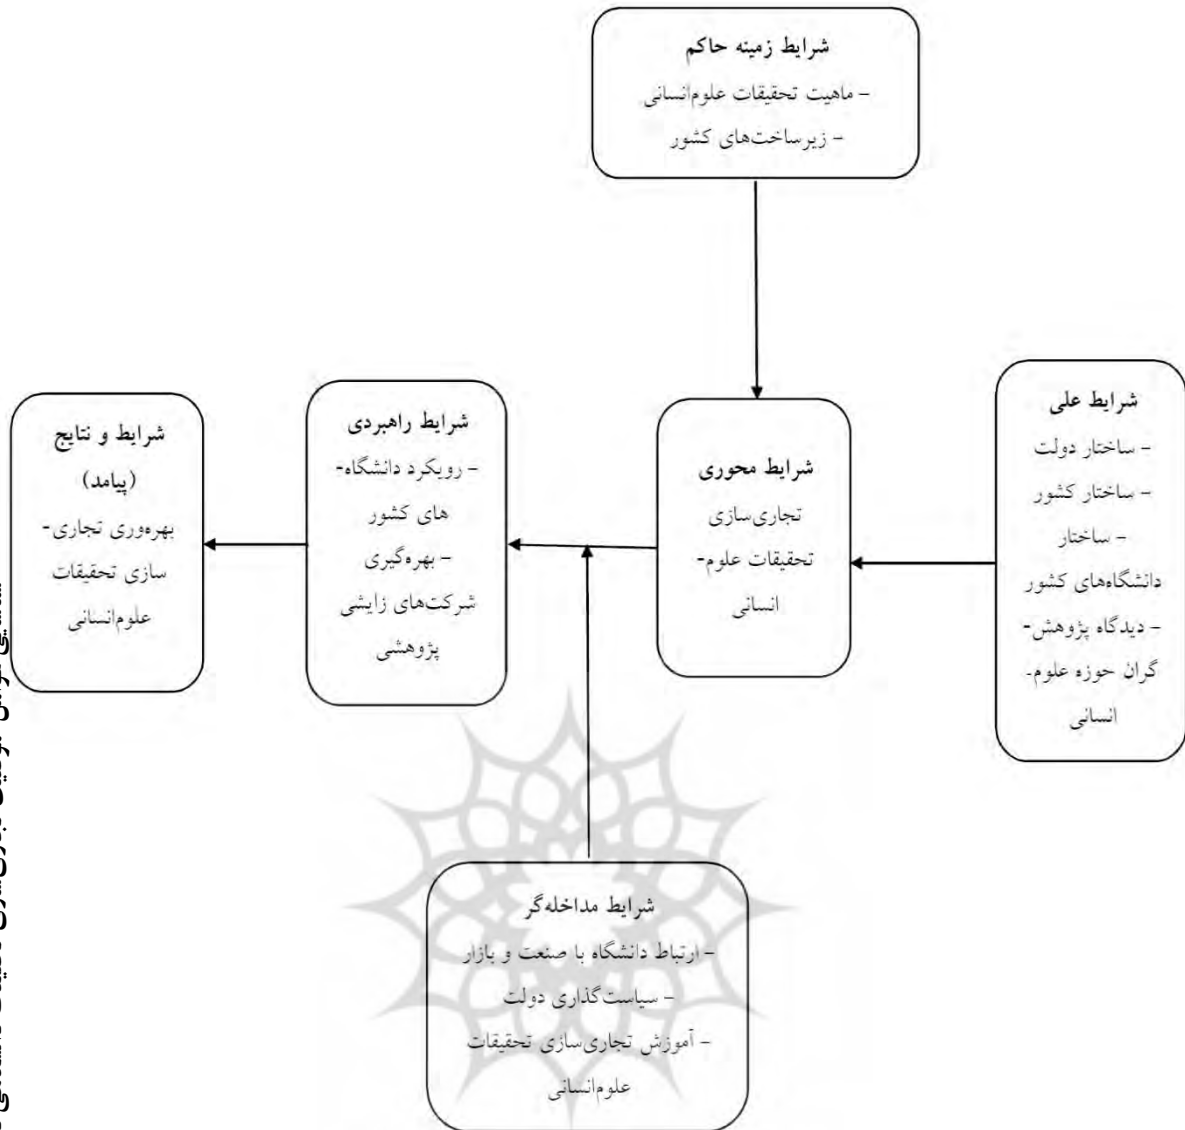 شرایط زمینه حاکم
- ماهیت تحقیقات علوم‌انسانی
- زیرساخت‌های کشور
شرایط علی
- ساختار دولت
- ساختار کشور
- ساختار
دانشگاه‌های کشور
- دیدگاه پژوهش-
گران حوزه علوم-
انسانی
شرایط محوری
تجاری‌سازی
تحقیقات علوم-
انسانی
شرایط راهبردی
- رویکرد دانشگاه-
های کشور
- بهره‌گیری
شرکت‌های زایشی
پژوهشی
شرایط و نتایج
(پیامد)
بهره‌وری تجاری-
سازی تحقیقات
علوم‌انسانی
شرایط مداخله‌گر
- ارتباط دانشگاه با صنعت و بازار
- سیاست‌گذاری دولت
- آموزش تجاری‌سازی تحقیقات
علوم‌انسانی